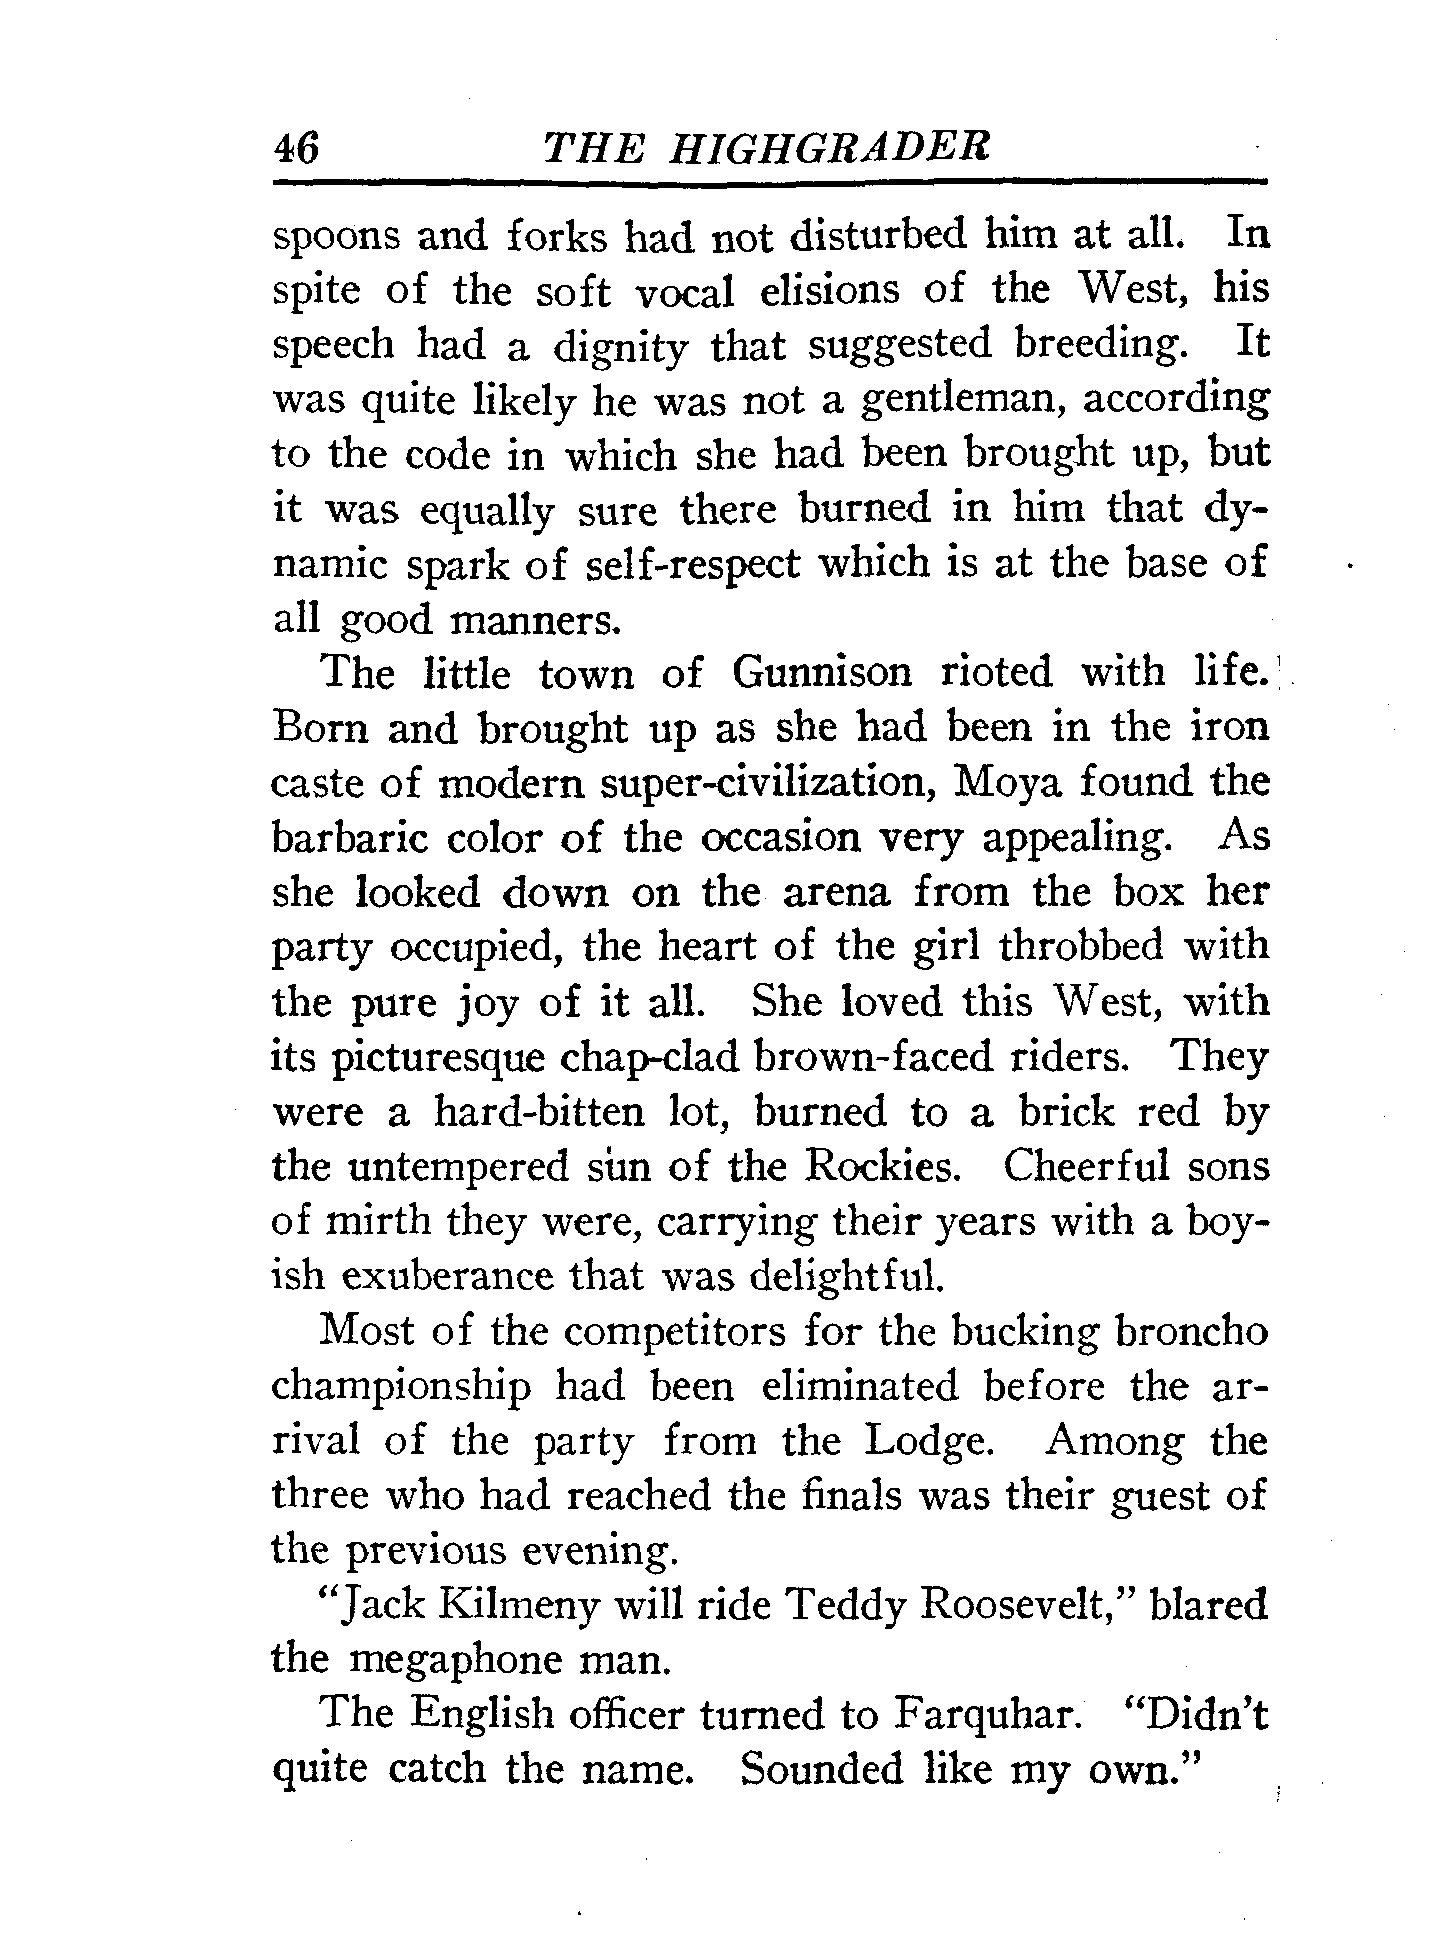 46 THE HIGHGRADER
spoons and forks had not disturbed him at all. In
spite of the soft vocal elisions of the West, his
speech had a dignity that suggested breeding. It
was quite likely he was not a gentleman, according
to the code in which she had been brought up, but
it was equally sure there burned in him that dy-
namic spark of self-respect which is at the base of
all good manners.
The little town of Gunnison rioted with life.
Born and brought up as she had been in the iron
caste of modern super-civilization, Moya found the
barbaric color of the occasion very appealing. As
she looked down on the arena from the box her
party occupied, the heart of the girl throbbed with
the pure joy of it all. She loved this West, with
its picturesque chap-clad brown-faced riders. They
were a hard-bitten lot, burned to a brick red by
the untempered sun of the Rockies. Cheerful sons
of mirth they were, carrying their years with a boy-
ish exuberance that was delightful.
Most of the competitors for the bucking broncho
championship had been eliminated before the ar-
rival of the party from the Lodge. Among the
three who had reached the finals was their guest of
the previous evening.
“Jack Kilmeny will ride Teddy Roosevelt,” blared
the megaphone man.
The English officer turned to Farquhar. “Didn't
quite catch the name. Sounded like my own.”